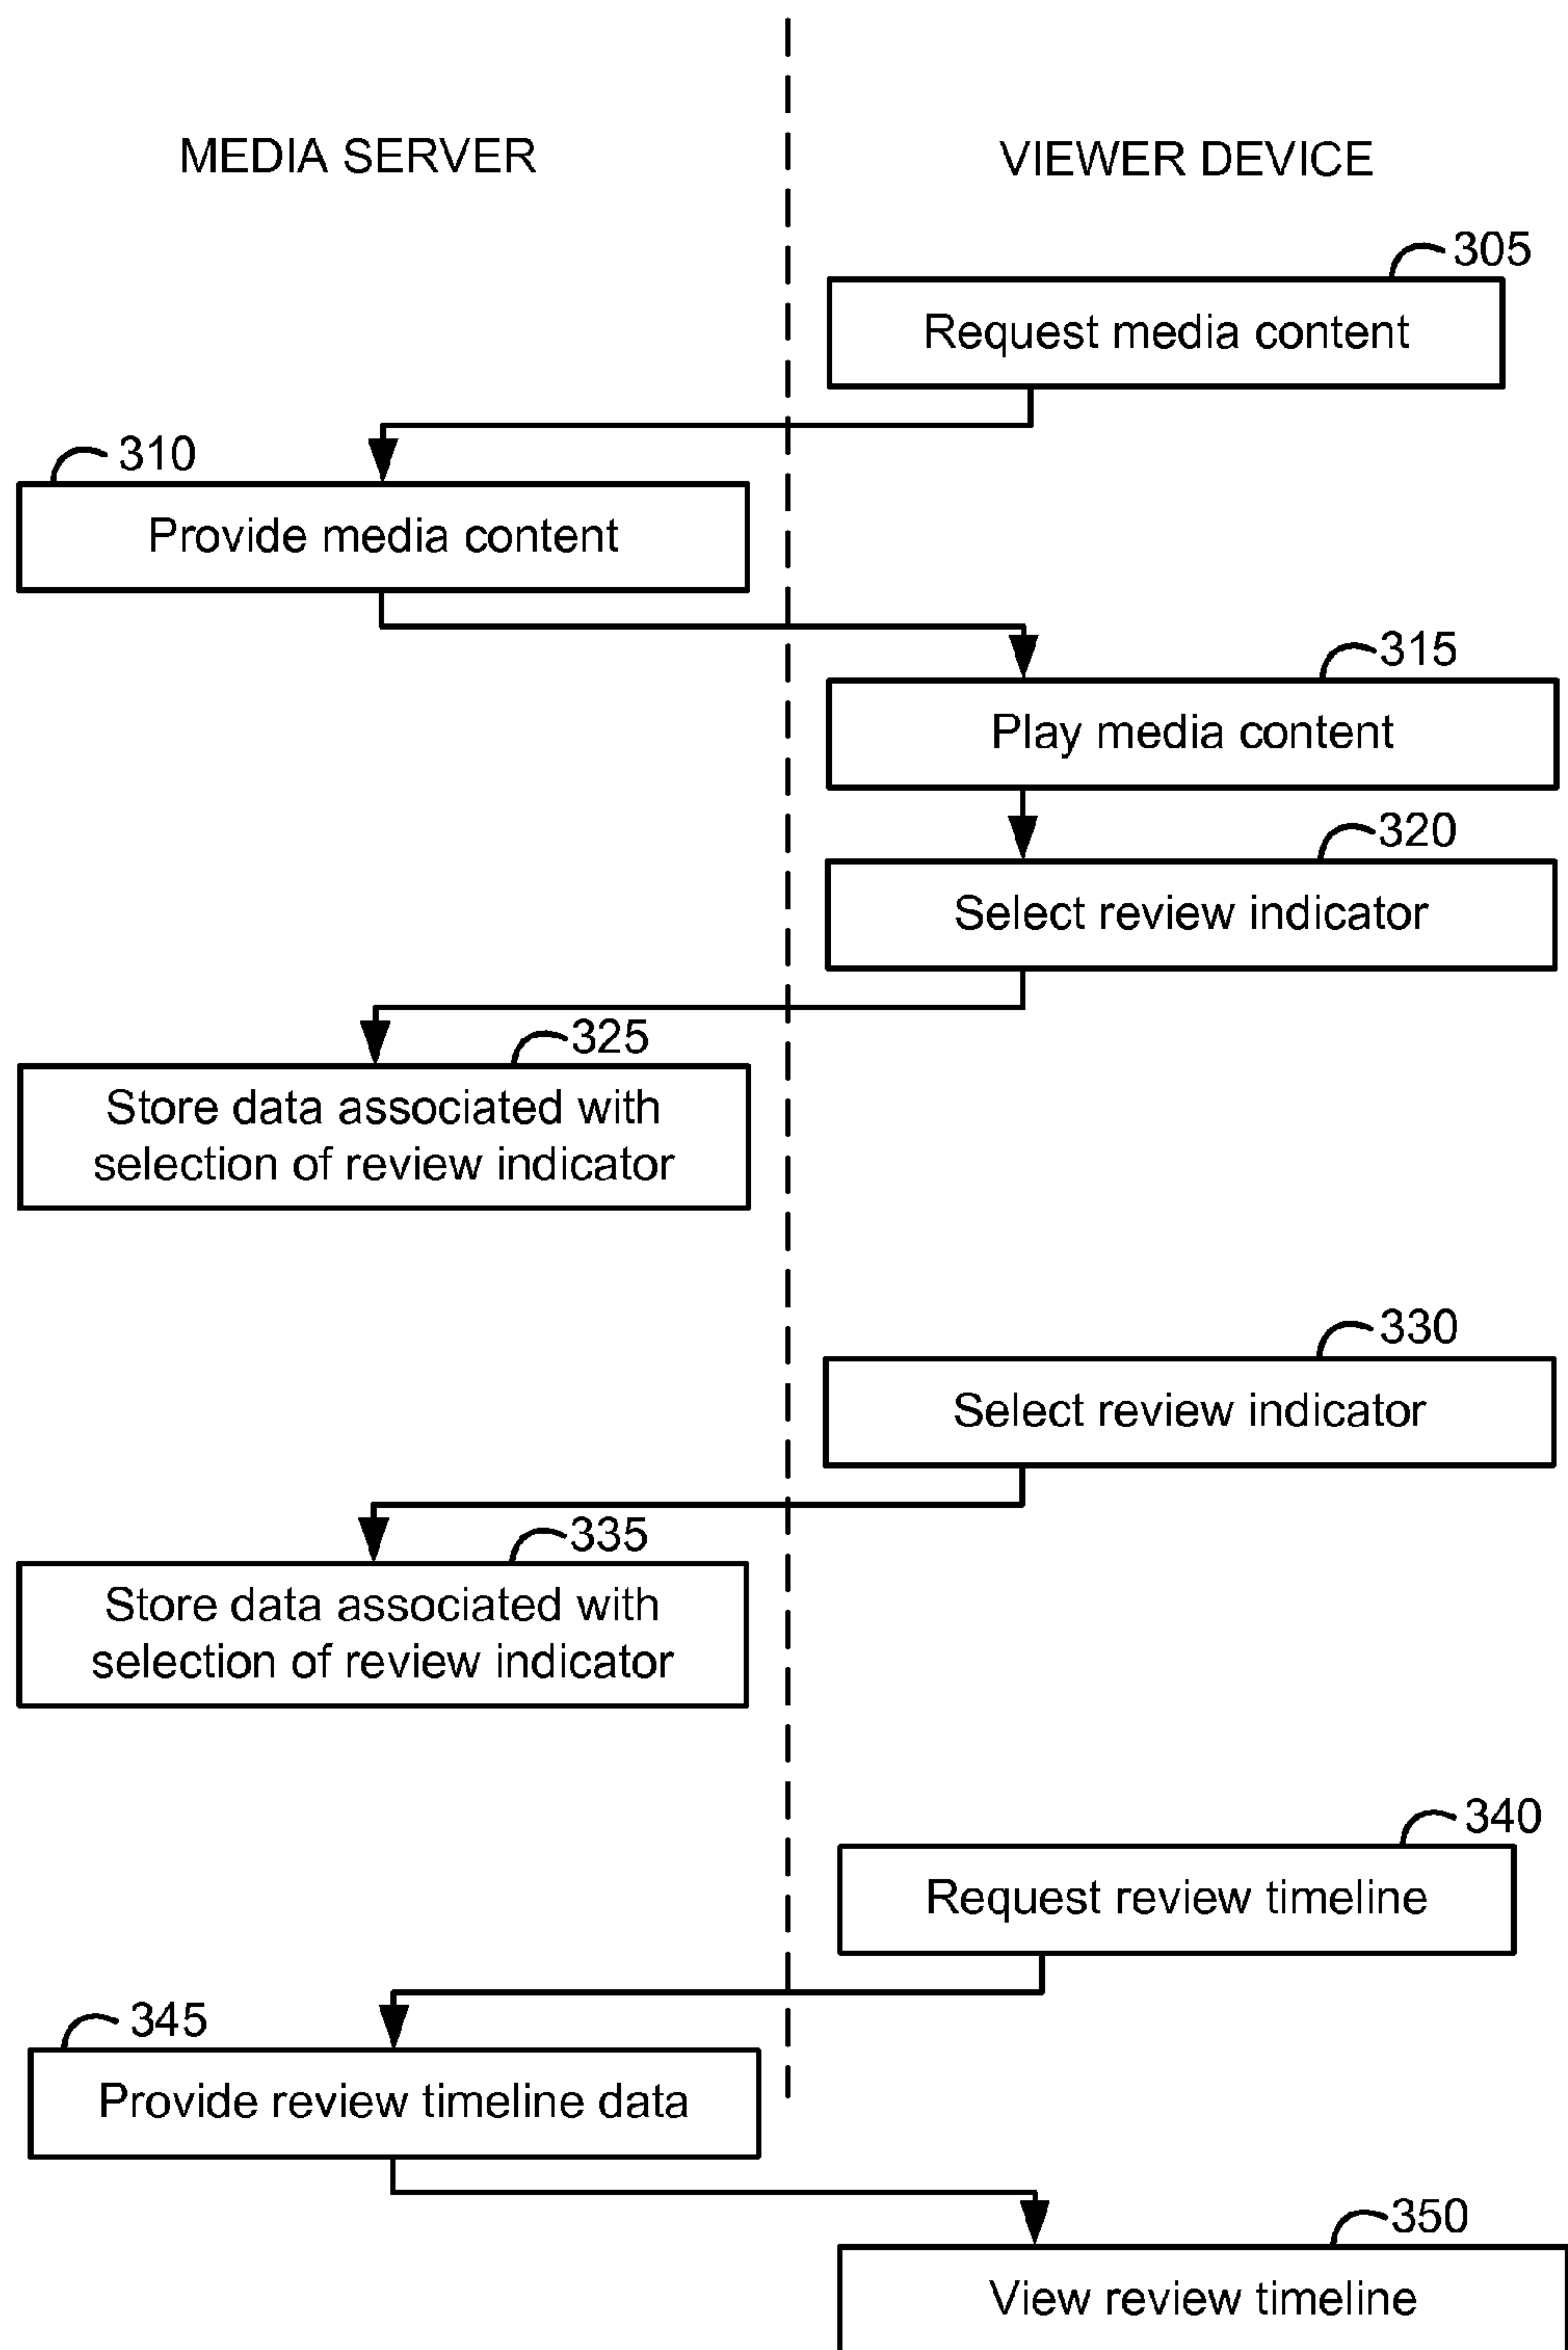 MEDIA SERVER
VIEWER DEVICE
305
Request media content
310
Provide media content
315
Play media content
320
Select review indicator
325
Store data associated with
selection of review indicator
330
Select review indicator
335
Store data associated with
selection of review indicator
340
Request review timeline
345
Provide review timeline data
350
View review timeline